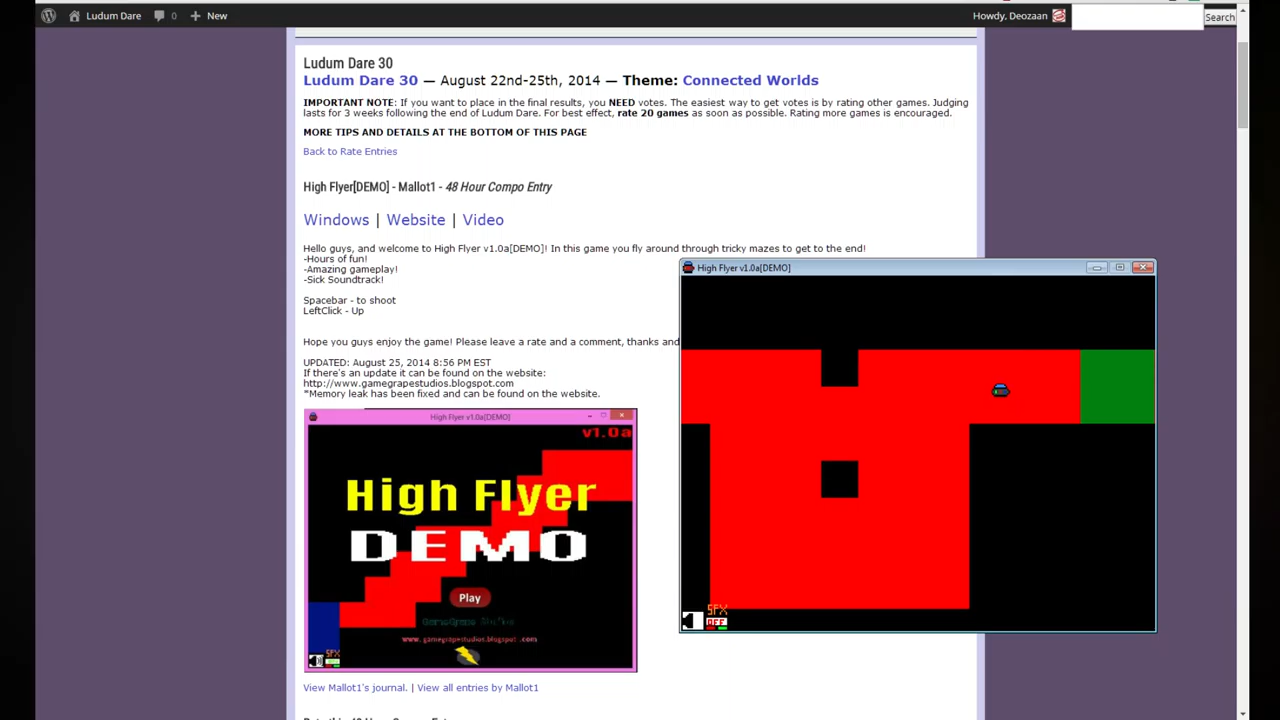 Ludum Dare
0
New
Howdy, Deozaan
Search
Ludum Dare 30
Ludum Dare 30 — August 22nd-25th, 2014 — Theme: Connected Worlds
IMPORTANT NOTE: If you want to place in the final results, you NEED votes. The easiest way to get votes is by rating other games. Judging
lasts for 3 weeks following the end of Ludum Dare. For best effect, rate 20 games as soon as possible. Rating more games is encouraged.
MORE TIPS AND DETAILS AT THE BOTTOM OF THIS PAGE
Back to Rate Entries
High Flyer[DEMO] - Mallot1 - 48 Hour Compo Entry
Windows | Website | Video
Hello guys, and welcome to High Flyer v1.0a[DEMO]! In this game you fly around through tricky mazes to get to the end!
-Hours of fun!
-Amazing gameplay!
-Sick Soundtrack!
Spacebar - to shoot
LeftClick - Up
Hope you guys enjoy the game! Please leave a rate and a comment, thanks and
UPDATED: August 25, 2014 8:56 PM EST
If there's an update it can be found on the website:
http://www.gamegrapestudios.blogspot.com
*Memory leak has been fixed and can be found on the website.
High Flyer v1.0a[DEMO]
v1.0a
High Flyer
DEMO
Play
GameGrape Studios
www.gamegrapestudios.blogspot.com
SFX
View Mallot1's journal. | View all entries by Mallot1
High Flyer v1.0a[DEMO]
SFX
OFF